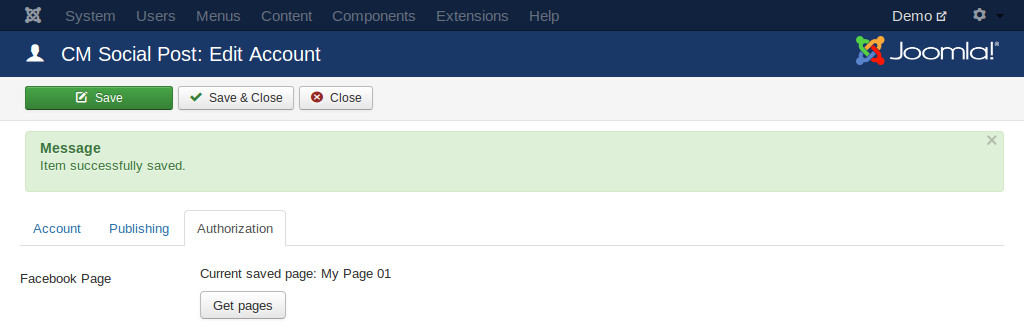 System Users Menus Content Components Extensions Help Demo
CM Social Post: Edit Account Joomla!®
Save Save & Close Close
Message
Item successfully saved.
Account Publishing Authorization
Current saved page: My Page 01
Facebook Page
Get pages